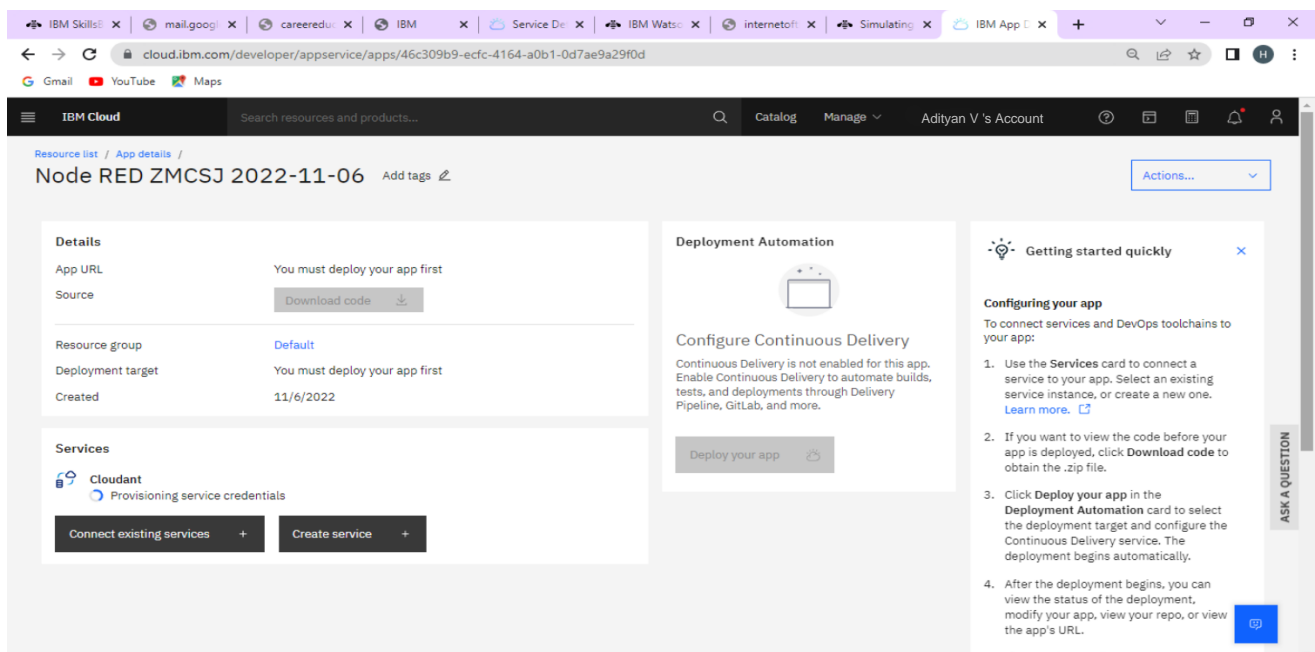 IBM SkillsB
mail.googl
careereduc
IBM
Service De
IBM Watso
internetoft
Simulating
IBM App D
cloud.ibm.com/developer/appservice/apps/46c309b9-ecfc-4164-a0b1-0d7ae9a29f0d
H
Gmail YouTube Maps
IBM Cloud
Search resources and products...
Catalog
Manage
Adityan V 's Account
Resource list / App details /
Node RED ZMCSJ 2022-11-06
Add tags
Actions...
Details
App URL You must deploy your app first
Source Download code
Resource group Default
Deployment target You must deploy your app first
Created 11/6/2022
Services
Cloudant
Provisioning service credentials
Connect existing services +
Create service +
Deployment Automation
Configure Continuous Delivery
Continuous Delivery is not enabled for this app.
Enable Continuous Delivery to automate builds,
tests, and deployments through Delivery
Pipeline, GitLab, and more.
Deploy your app
Getting started quickly
Configuring your app
To connect services and DevOps toolchains to
your app:
1. Use the Services card to connect a
service to your app. Select an existing
service instance, or create a new one.
Learn more.
2. If you want to view the code before your
app is deployed, click Download code to
obtain the .zip file.
3. Click Deploy your app in the
Deployment Automation card to select
the deployment target and configure the
Continuous Delivery service. The
deployment begins automatically.
4. After the deployment begins, you can
view the status of the deployment,
modify your app, view your repo, or view
the app's URL.
ASK A QUESTION